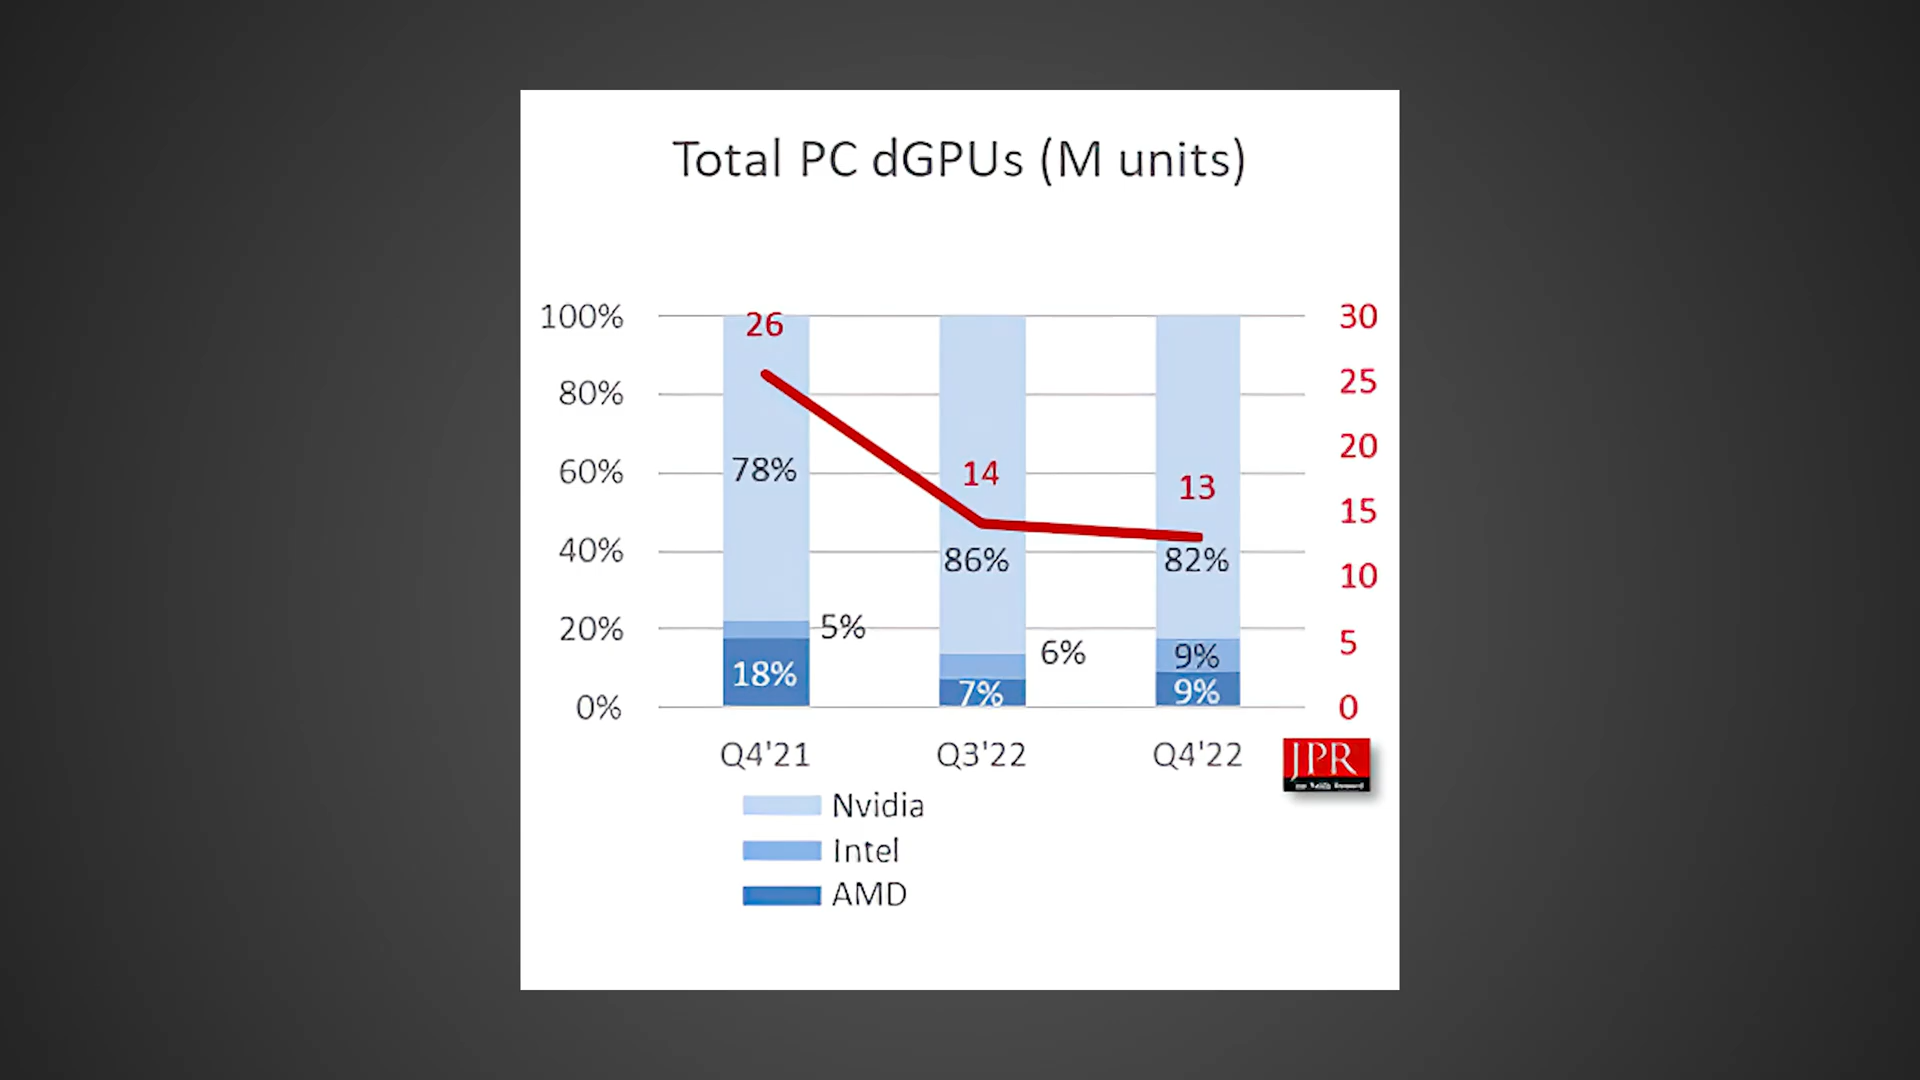 Total PC dGPUs (M units)
100% 26 30
80% 25
78% 20
60% 14 13
15
40% 86% 82%
10
20% 5% 6% 9% 5
18% 7% 9%
0% 0
Q4'21 Q3'22 Q4'22
JPR
Nvidia
Intel
AMD